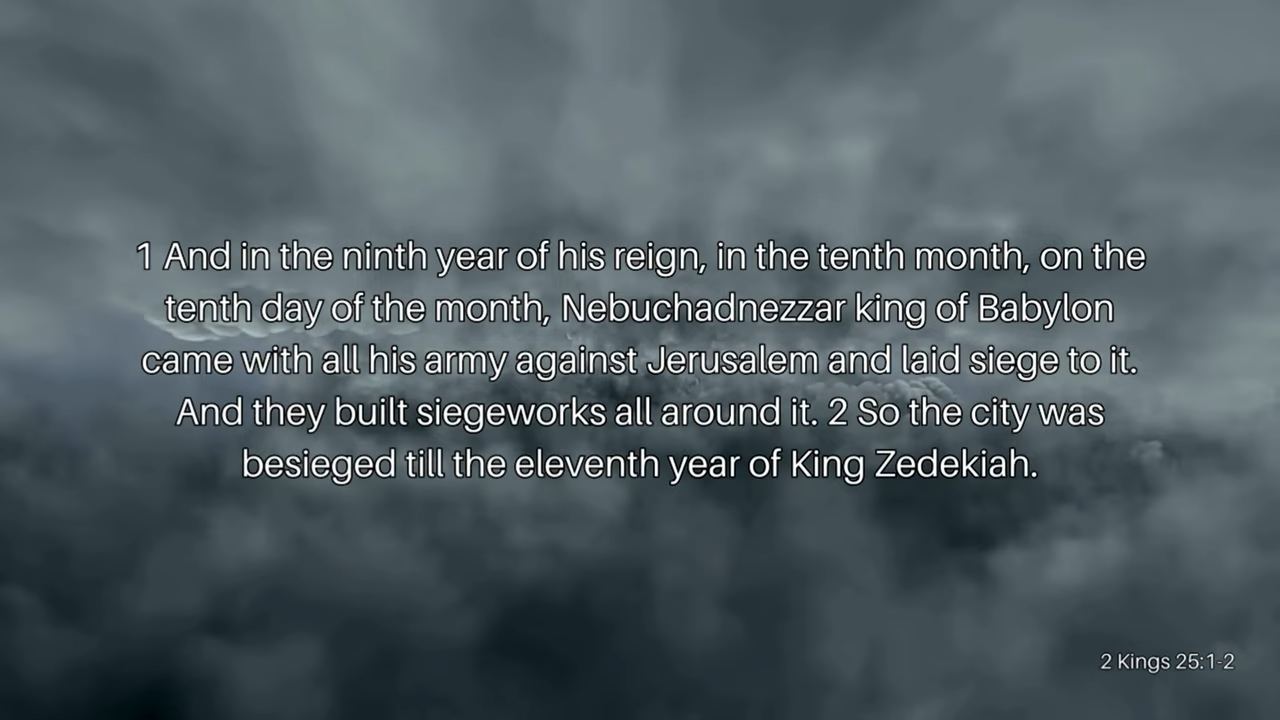 1 And in the ninth year of his reign, in the tenth month, on the
tenth day of the month, Nebuchadnezzar king of Babylon
came with all his army against Jerusalem and laid siege to it.
And they built siegeworks all around it. 2 So the city was
besieged till the eleventh year of King Zedekiah.
2 Kings 25:1-2